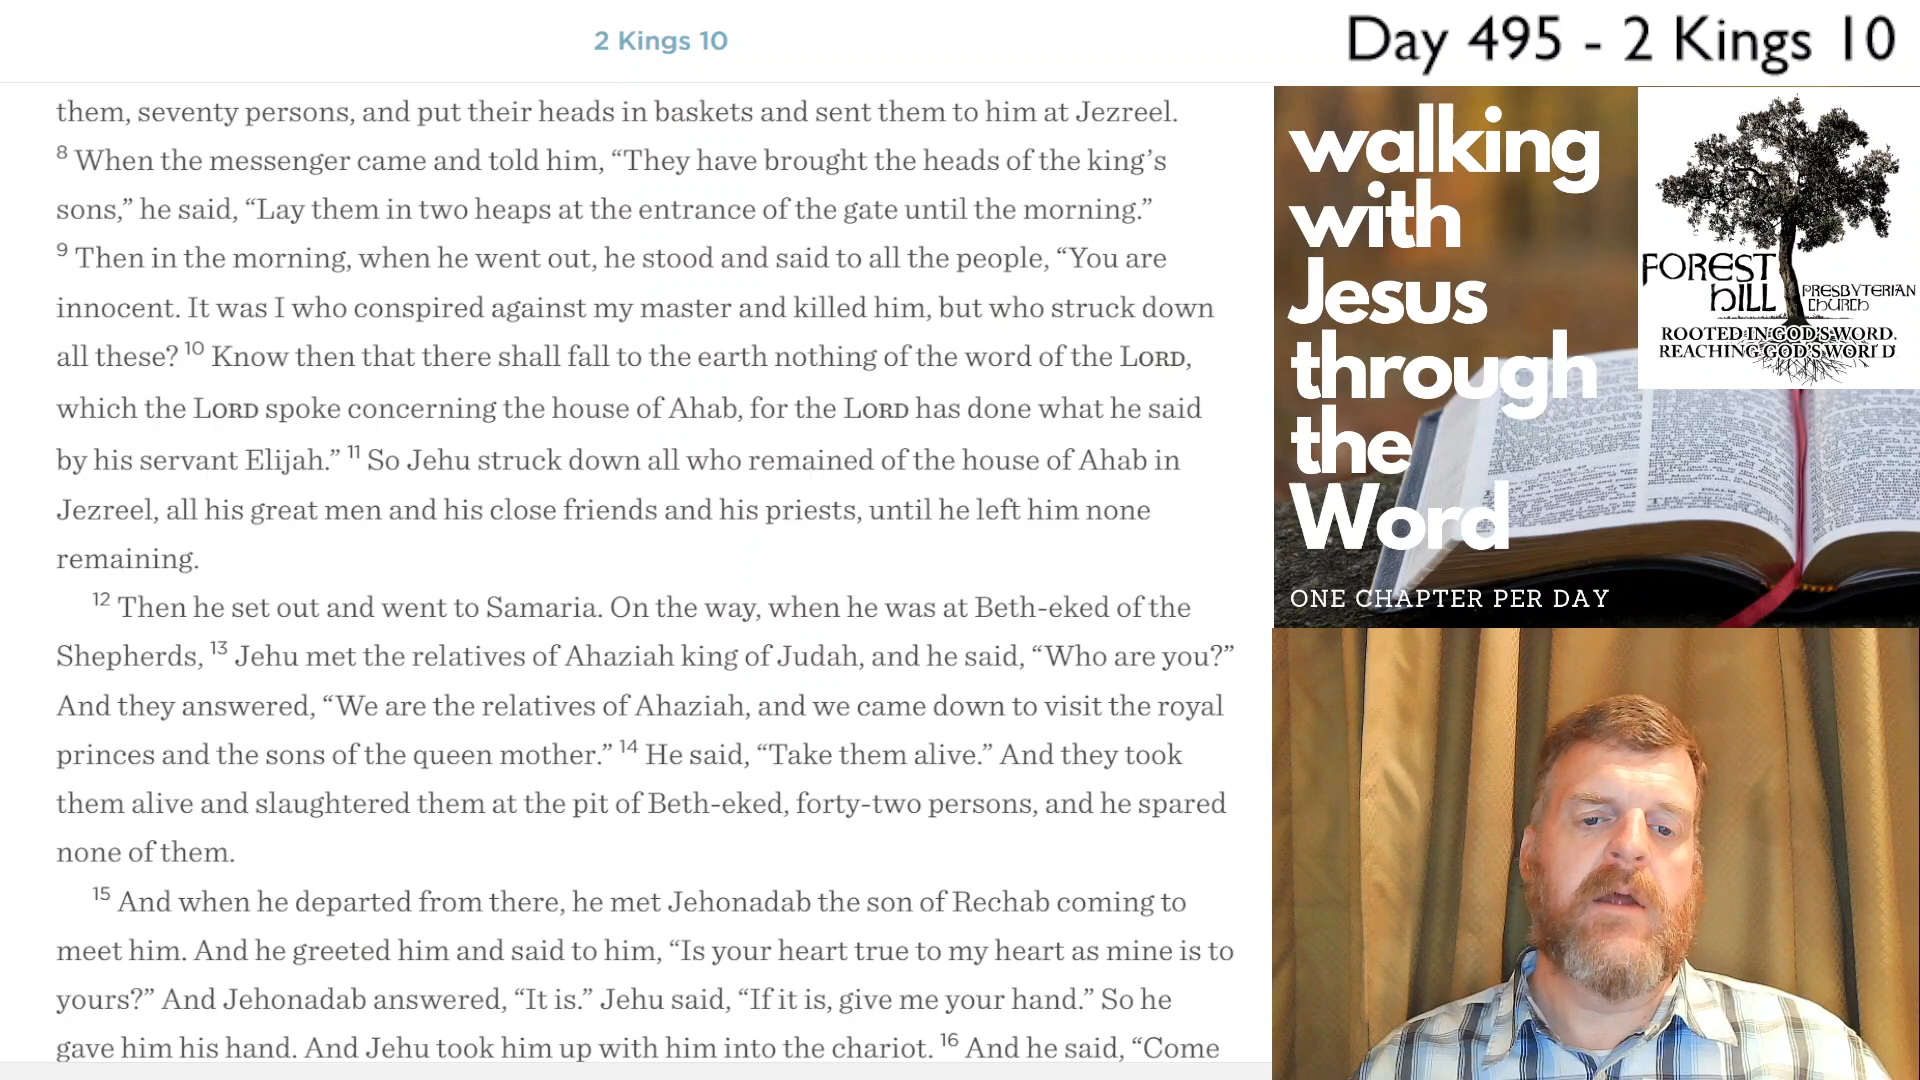 2 Kings 10
them, seventy persons, and put their heads in baskets and sent them to him at Jezreel.
8 When the messenger came and told him, “They have brought the heads of the king’s
sons,” he said, “Lay them in two heaps at the entrance of the gate until the morning.”
9 Then in the morning, when he went out, he stood and said to all the people, “You are
innocent. It was I who conspired against my master and killed him, but who struck down
all these? 10 Know then that there shall fall to the earth nothing of the word of the LORD,
which the LORD spoke concerning the house of Ahab, for the LORD has done what he said
by his servant Elijah.” 11 So Jehu struck down all who remained of the house of Ahab in
Jezreel, all his great men and his close friends and his priests, until he left him none
remaining.
12 Then he set out and went to Samaria. On the way, when he was at Beth-eked of the
Shepherds, 13 Jehu met the relatives of Ahaziah king of Judah, and he said, “Who are you?”
And they answered, “We are the relatives of Ahaziah, and we came down to visit the royal
princes and the sons of the queen mother.” 14 He said, “Take them alive.” And they took
them alive and slaughtered them at the pit of Beth-eked, forty-two persons, and he spared
none of them.
15 And when he departed from there, he met Jehonadab the son of Rechab coming to
meet him. And he greeted him and said to him, “Is your heart true to my heart as mine is to
yours?” And Jehonadab answered, “It is.” Jehu said, “If it is, give me your hand.” So he
gave him his hand. And Jehu took him up with him into the chariot. 16 And he said, “Come
Day 495 - 2 Kings 10
walking
with
Jesus
through
the
Word
ONE CHAPTER PER DAY
FOREST
HILL
PRESBYTERIAN
CHURCH
ROOTED IN GOD'S WORD.
REACHING GOD'S WORLD